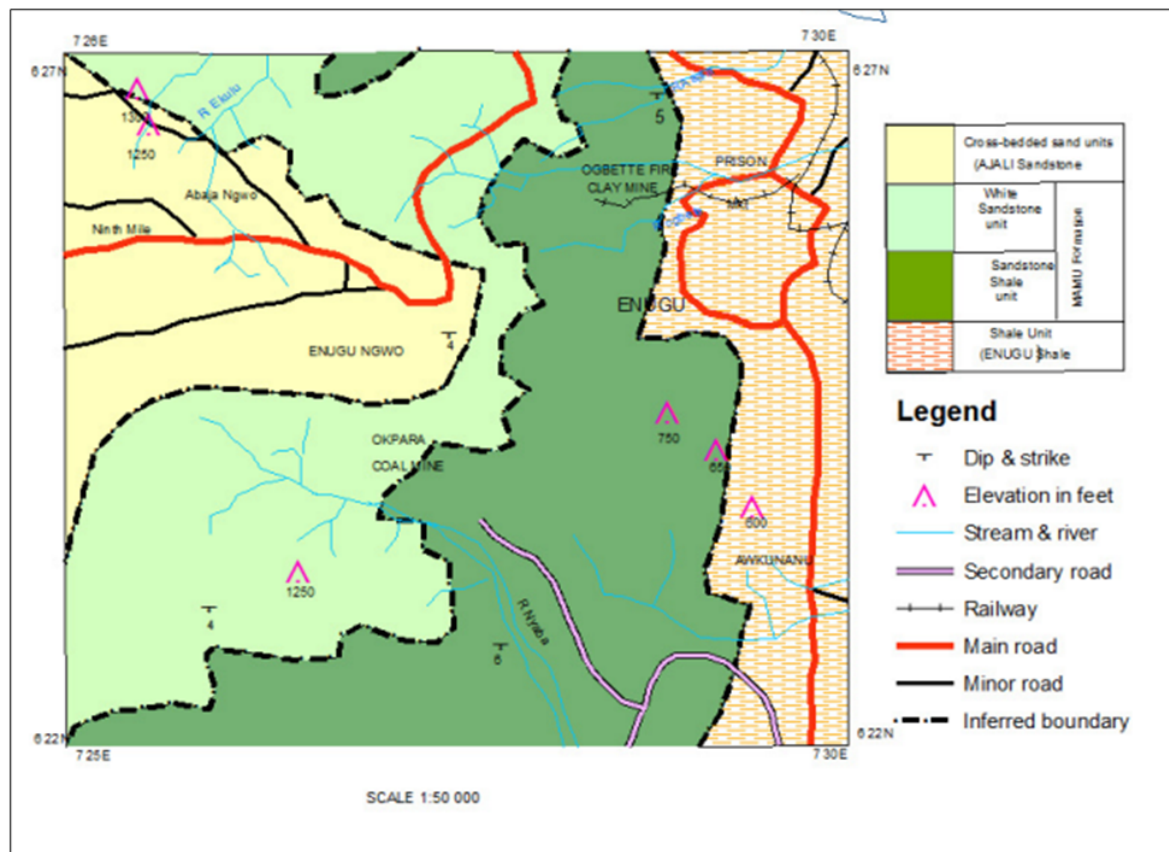 7 26E
7 30 E
6 27N
6 27N
R Ekulu
5
1250
PRISON
OGBETTE FIRE
CLAY MINE
Abaja Ngwo
Ninth Mile
ENUGU
4
ENUGU NGWO
750
OKPARA
COAL MINE
650
600
AWKUNANU
1250
4
R Nyaba
6
6 22N
6 22N
7 25E
7 30E
SCALE 1:50 000
Cross-bedded sand units
(AJALI Sandstone
White
Sandstone
unit
Sandstone
Shale
unit
MAMU Formation
Shale Unit
(ENUGU Shale
Legend
Dip & strike
Elevation in feet
Stream & river
Secondary road
Railway
Main road
Minor road
Inferred boundary